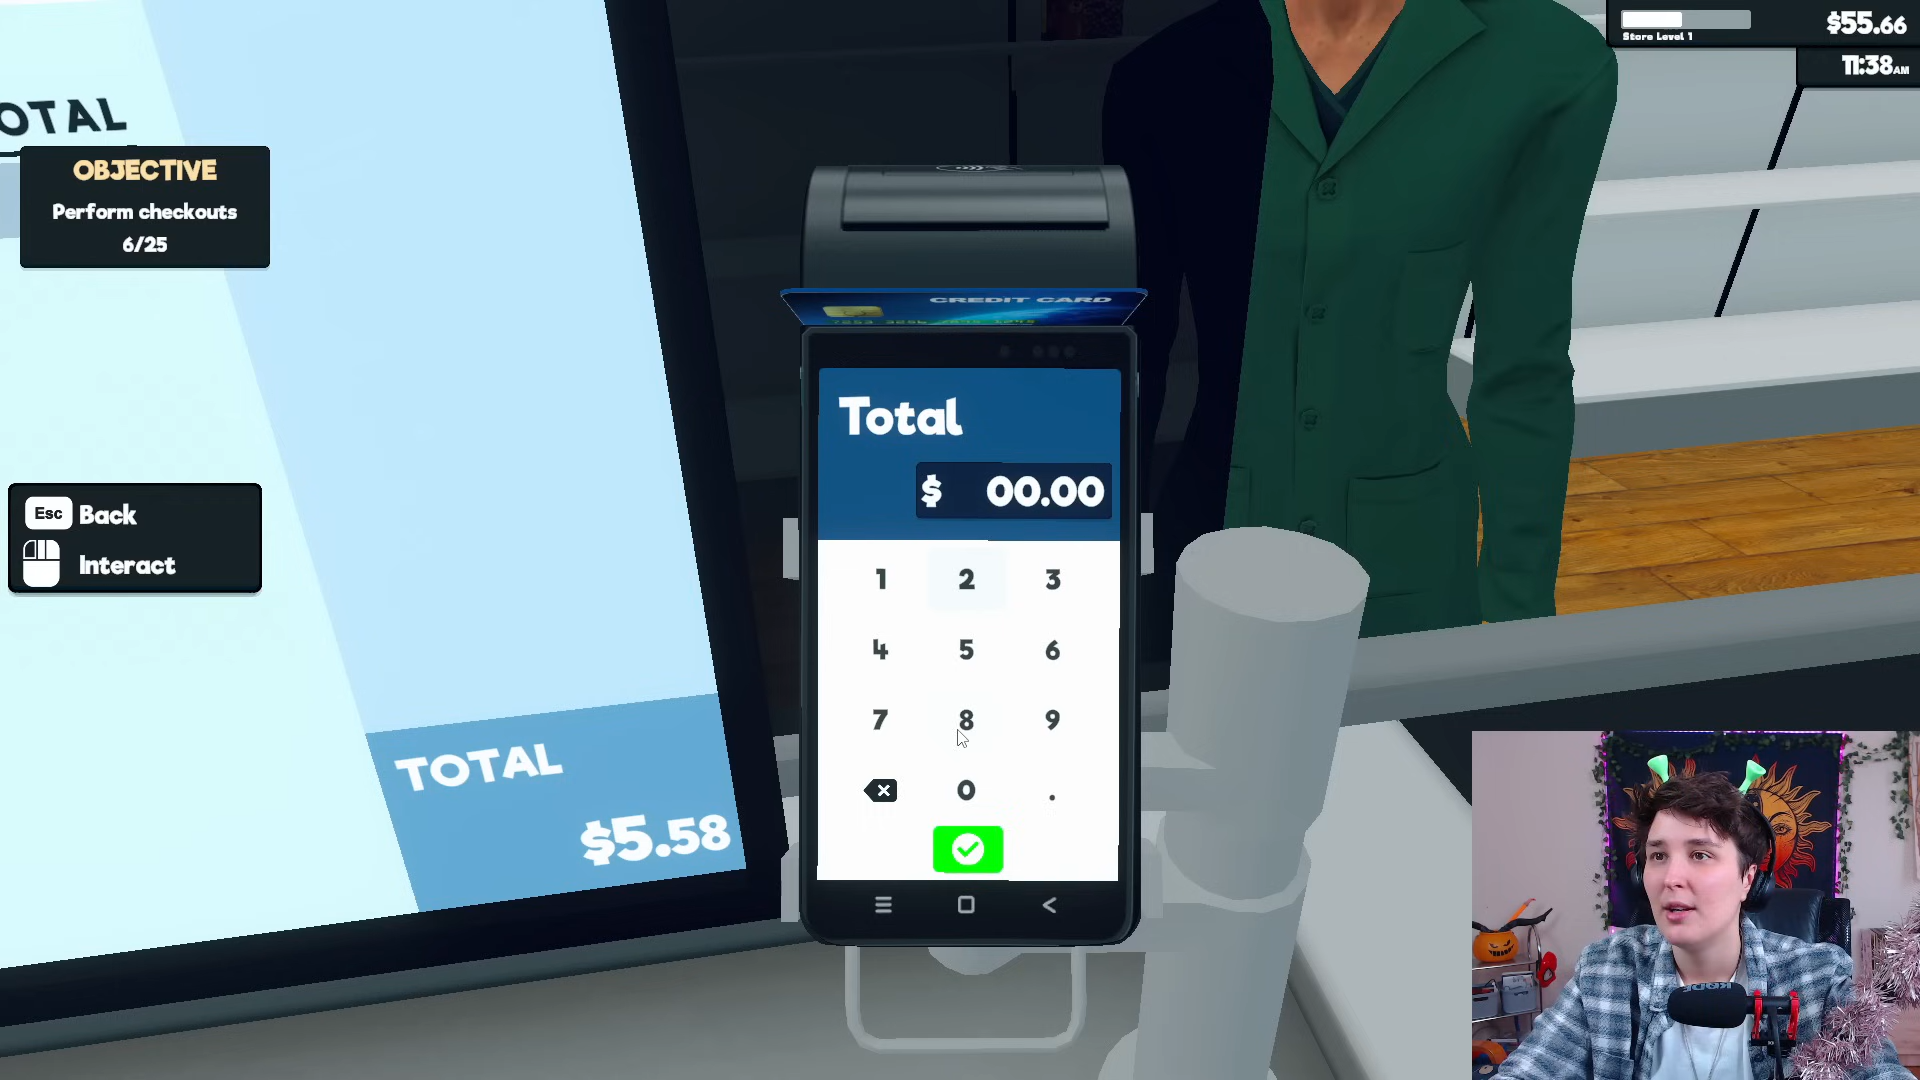 $55.66
Store Level 1
11:38AM
OTAL
OBJECTIVE
Perform checkouts
6/25
CREDIT CARD
Total
$ 00.00
1 2 3
4 5 6
7 8 9
0 .
Esc Back
Interact
TOTAL
$5.58
RØDE